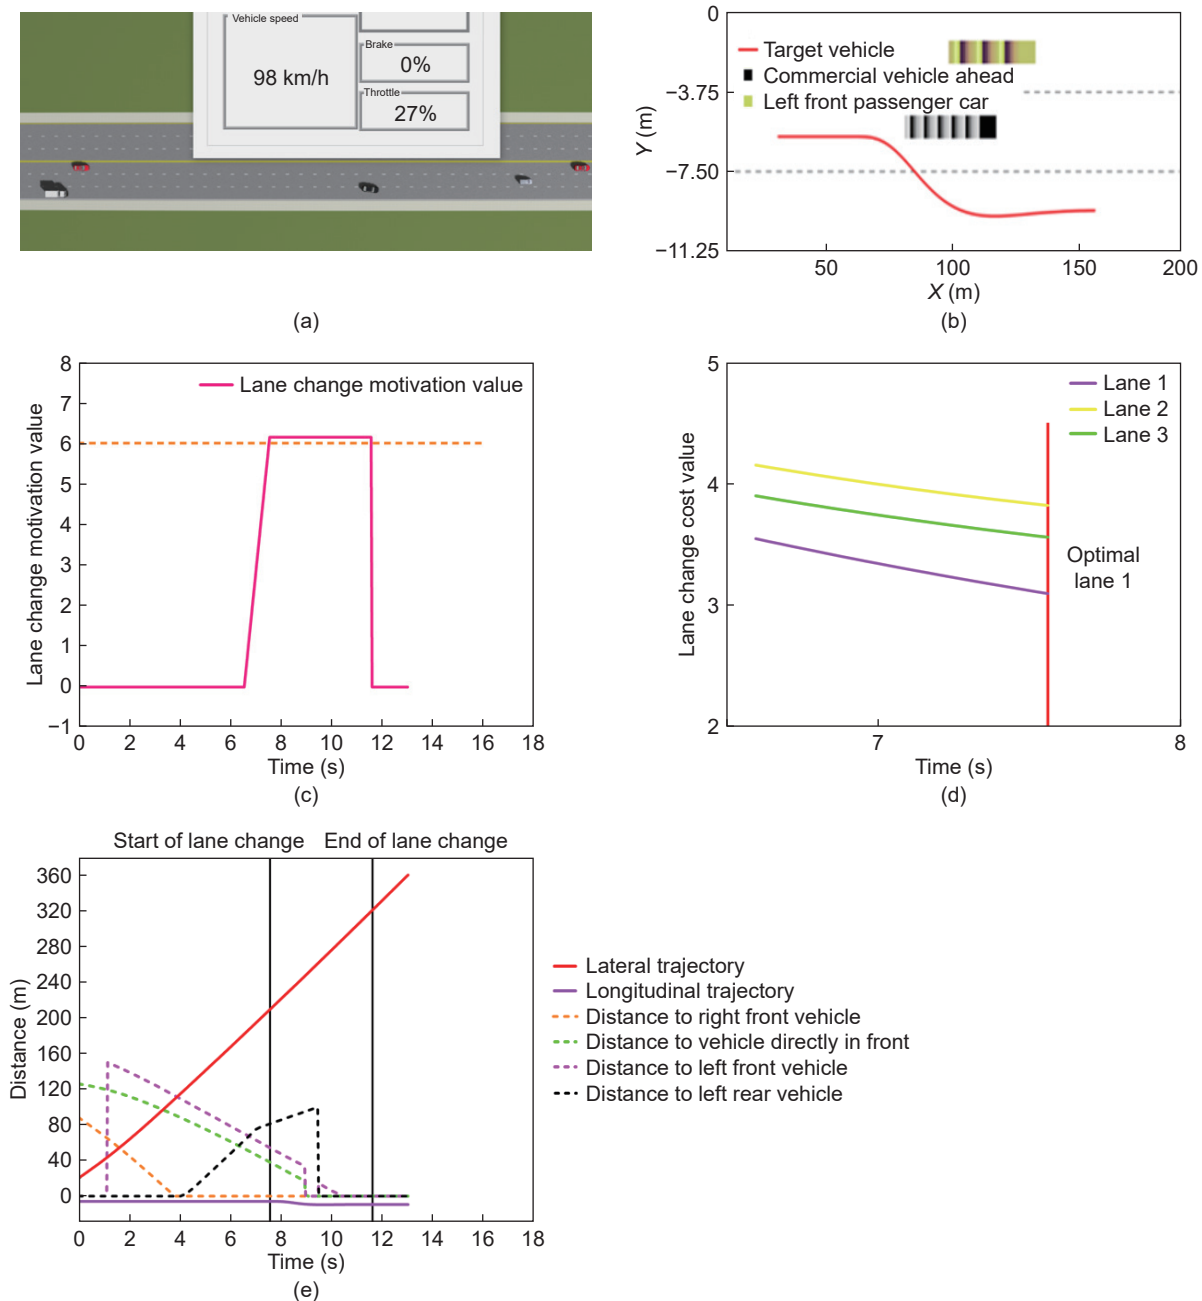 Vehicle speed
98 km/h
Brake
0%
Throttle
27%
(a)
0
−3.75
−7.50
−11.25
Y (m)
Target vehicle
Commercial vehicle ahead
Left front passenger car
50
100
150
200
X (m)
(b)
8
7
6
5
4
3
2
1
0
−1
Lane change motivation value
Lane change motivation value
0
2
4
6
8
10
12
14
16
18
Time (s)
(c)
5
4
3
2
Lane change cost value
Lane 1
Lane 2
Lane 3
Optimal
lane 1
7
8
Time (s)
(d)
Start of lane change
End of lane change
360
320
280
240
200
160
120
80
40
0
Distance (m)
0
2
4
6
8
10
12
14
16
18
Time (s)
Lateral trajectory
Longitudinal trajectory
Distance to right front vehicle
Distance to vehicle directly in front
Distance to left front vehicle
Distance to left rear vehicle
(e)